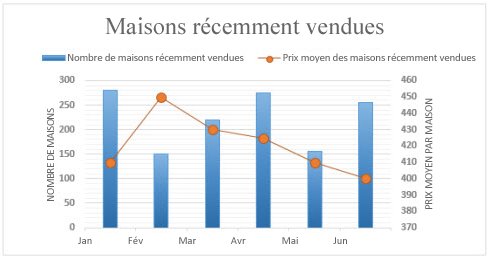 Maisons récemment vendues
Nombre de maisons récemment vendues
Prix moyen des maisons récemment vendues
300
250
200
150
100
50
0
NOMBRE DE MAISONS
460
450
440
430
420
410
400
390
380
370
PRIX MOYEN PAR MAISON
Jan Fév Mar Avr Mai Jun